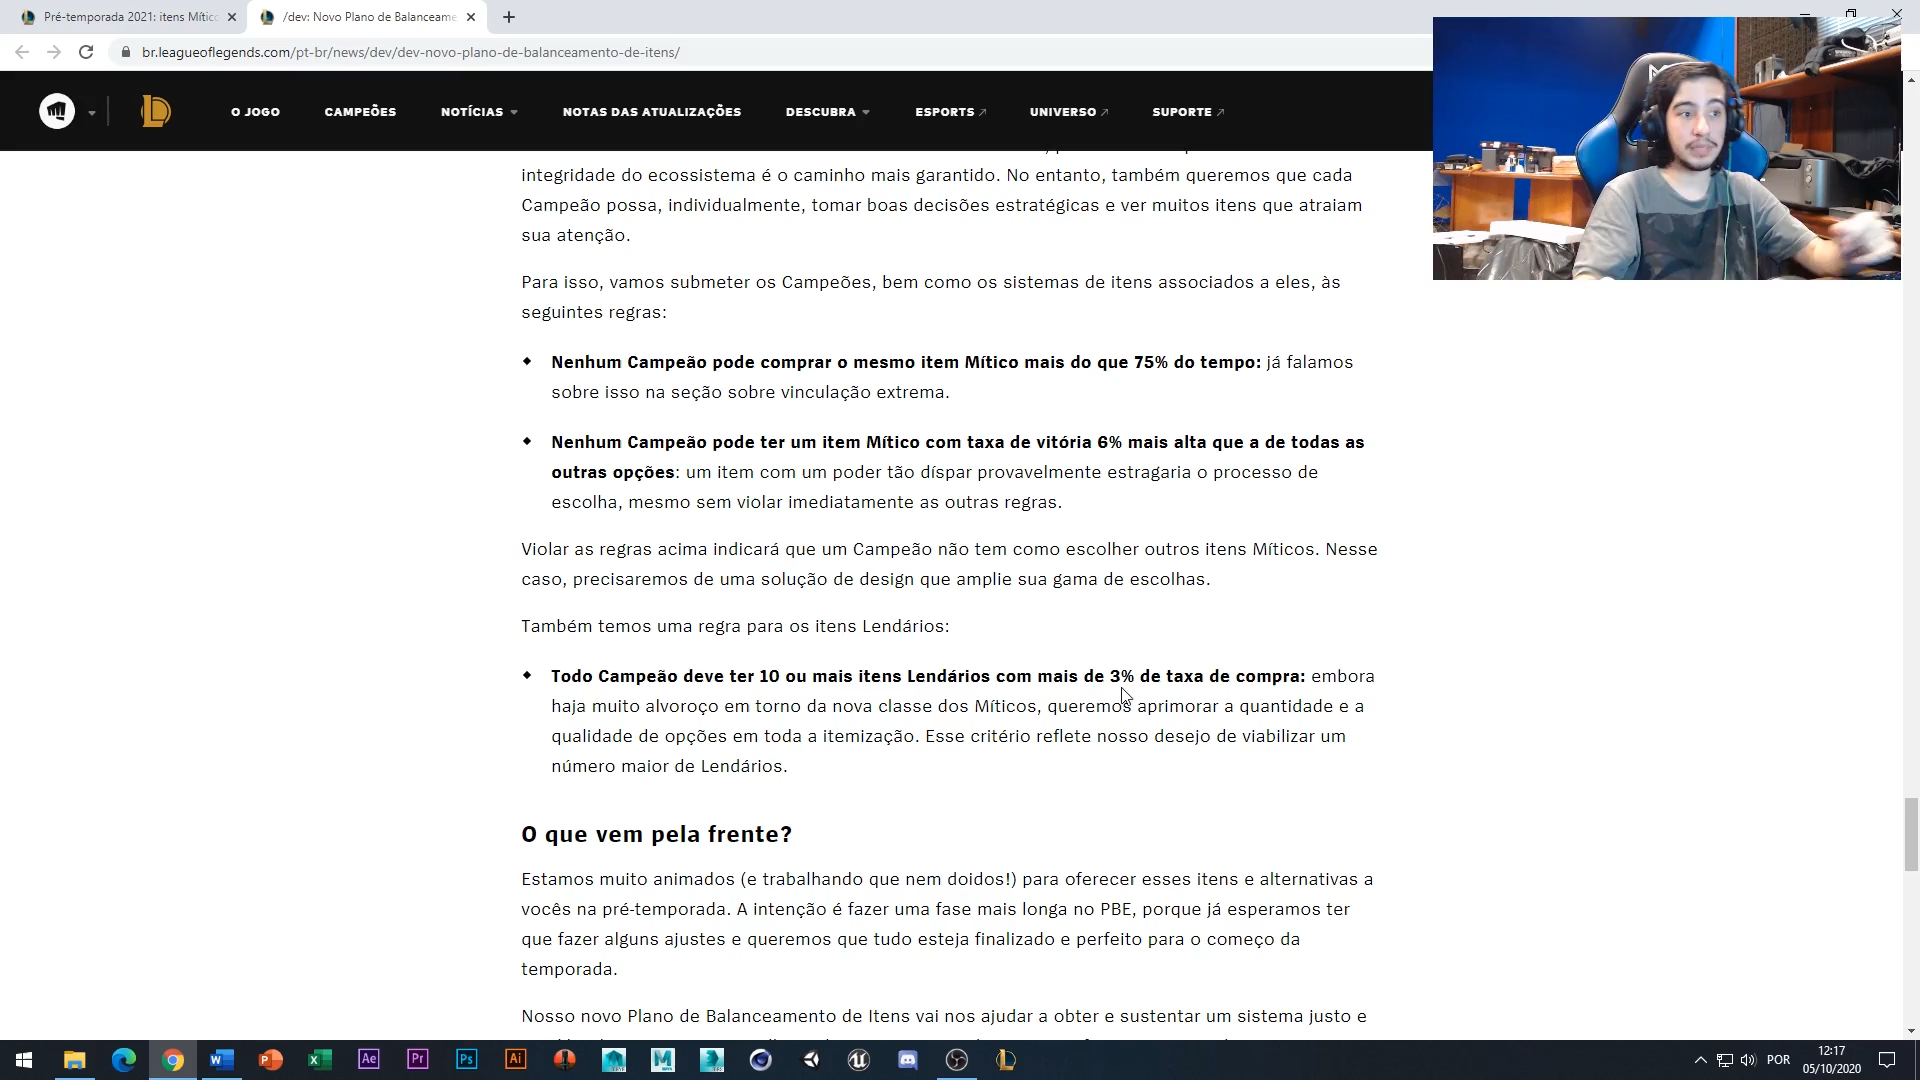 Pré-temporada 2021: itens Mític
/dev: Novo Plano de Balanceame
br.leagueoflegends.com/pt-br/news/dev/dev-novo-plano-de-balanceamento-de-itens/
O JOGO
CAMPEÕES
NOTÍCIAS
NOTAS DAS ATUALIZAÇÕES
DESCUBRA
ESPORTS
UNIVERSO
SUPORTE
integridade do ecossistema é o caminho mais garantido. No entanto, também queremos que cada
Campeão possa, individualmente, tomar boas decisões estratégicas e ver muitos itens que atraiam
sua atenção.
Para isso, vamos submeter os Campeões, bem como os sistemas de itens associados a eles, às
seguintes regras:
Nenhum Campeão pode comprar o mesmo item Mítico mais do que 75% do tempo: já falamos
sobre isso na seção sobre vinculação extrema.
Nenhum Campeão pode ter um item Mítico com taxa de vitória 6% mais alta que a de todas as
outras opções: um item com um poder tão díspar provavelmente estragaria o processo de
escolha, mesmo sem violar imediatamente as outras regras.
Violar as regras acima indicará que um Campeão não tem como escolher outros itens Míticos. Nesse
caso, precisaremos de uma solução de design que amplie sua gama de escolhas.
Também temos uma regra para os itens Lendários:
Todo Campeão deve ter 10 ou mais itens Lendários com mais de 3% de taxa de compra: embora
haja muito alvoroço em torno da nova classe dos Míticos, queremos aprimorar a quantidade e a
qualidade de opções em toda a itemização. Esse critério reflete nosso desejo de viabilizar um
número maior de Lendários.
O que vem pela frente?
Estamos muito animados (e trabalhando que nem doidos!) para oferecer esses itens e alternativas a
vocês na pré-temporada. A intenção é fazer uma fase mais longa no PBE, porque já esperamos ter
que fazer alguns ajustes e queremos que tudo esteja finalizado e perfeito para o começo da
temporada.
Nosso novo Plano de Balanceamento de Itens vai nos ajudar a obter e sustentar um sistema justo e
Ae
Pr
Ps
Ai
POR
12:17
05/10/2020